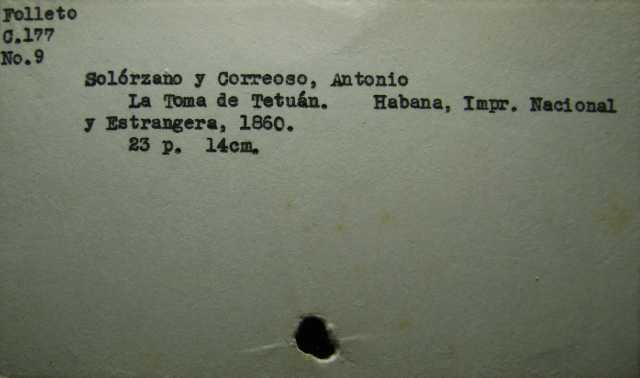 Folleto
C.177
No.9
Solórzano y Correoso, Antonio
La Toma de Tetuán. Habana, Impr. Nacional
y Estrangera, 1860.
23 p. 14cm.